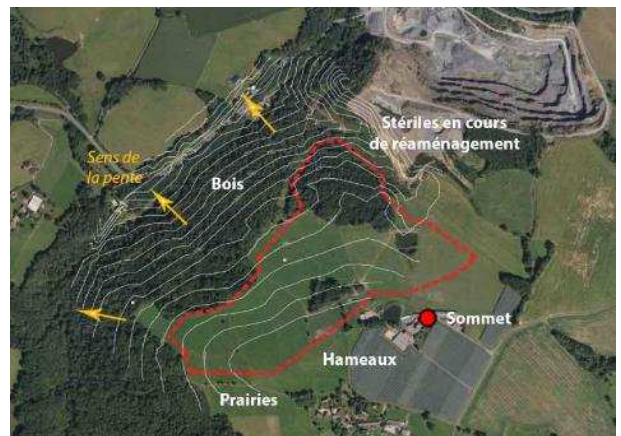 Stériles en cours
de réaménagement
Sens de
la pente
Bois
Sommet
Hameaux
Prairies